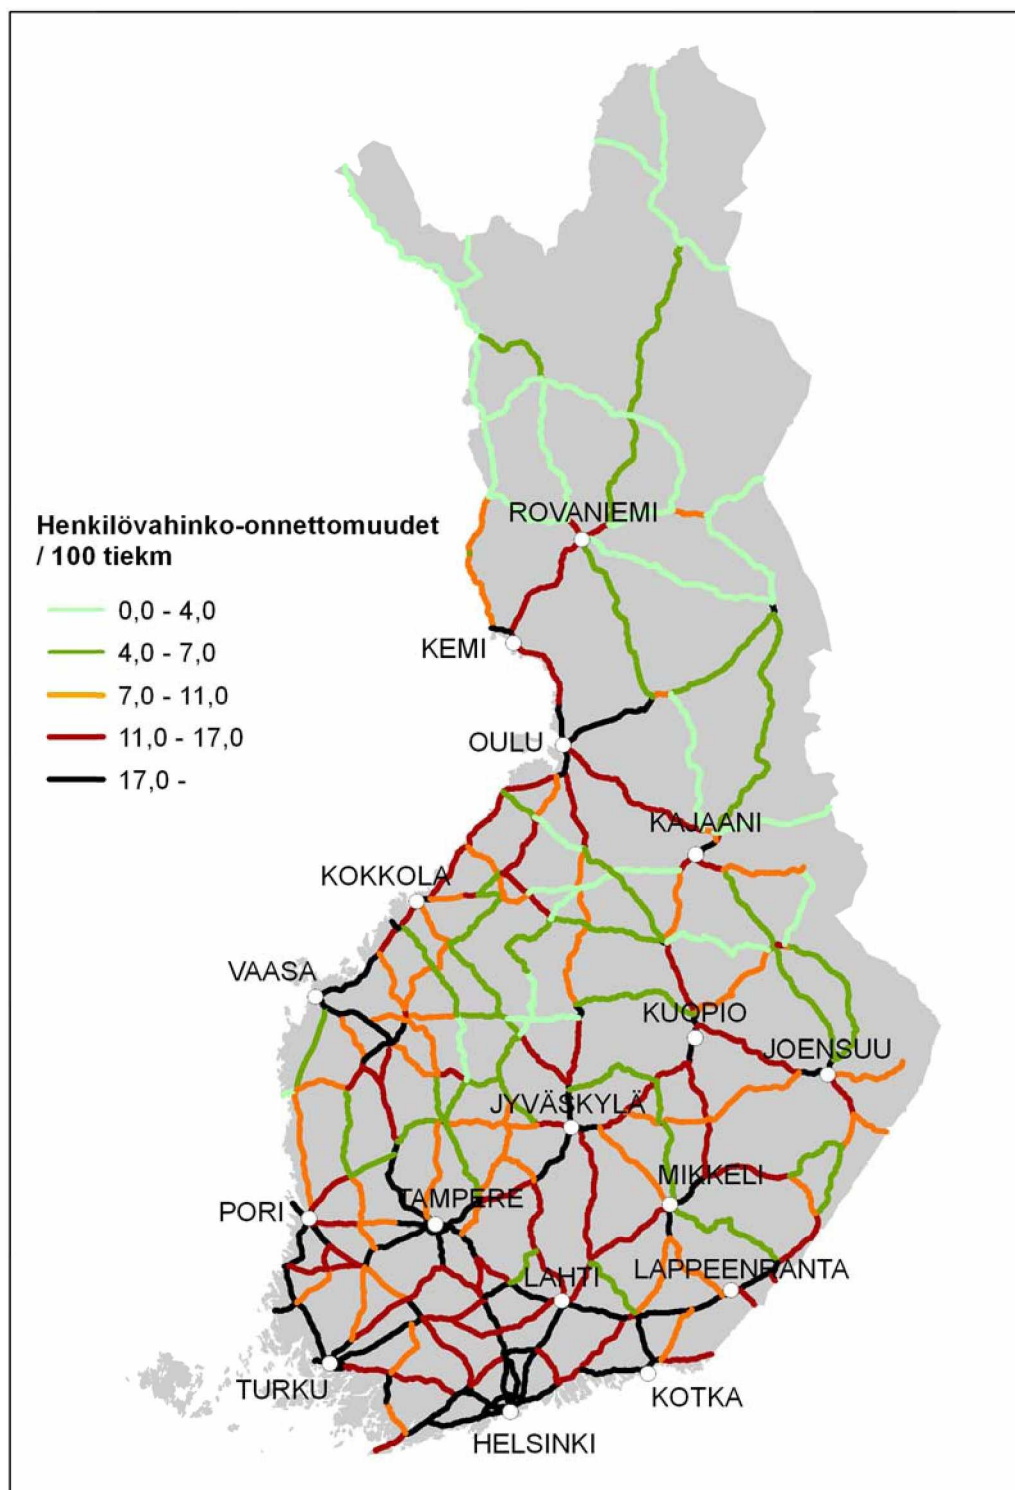 ROVANIEMI
Henkilövahinko-onnettomuudet
/ 100 tiekm
0,0 - 4,0
4,0 - 7,0
7,0 - 11,0
11,0 - 17,0
17,0 -
KEMI
OULU
KAJAANI
KOKKOLA
VAASA
KUOPIO
JOENSUU
JYVÄSKYLÄ
MIKKELI
TAMPERE
PORI
LAPPEENRANTA
LAHTI
TURKU
KOTKA
HELSINKI